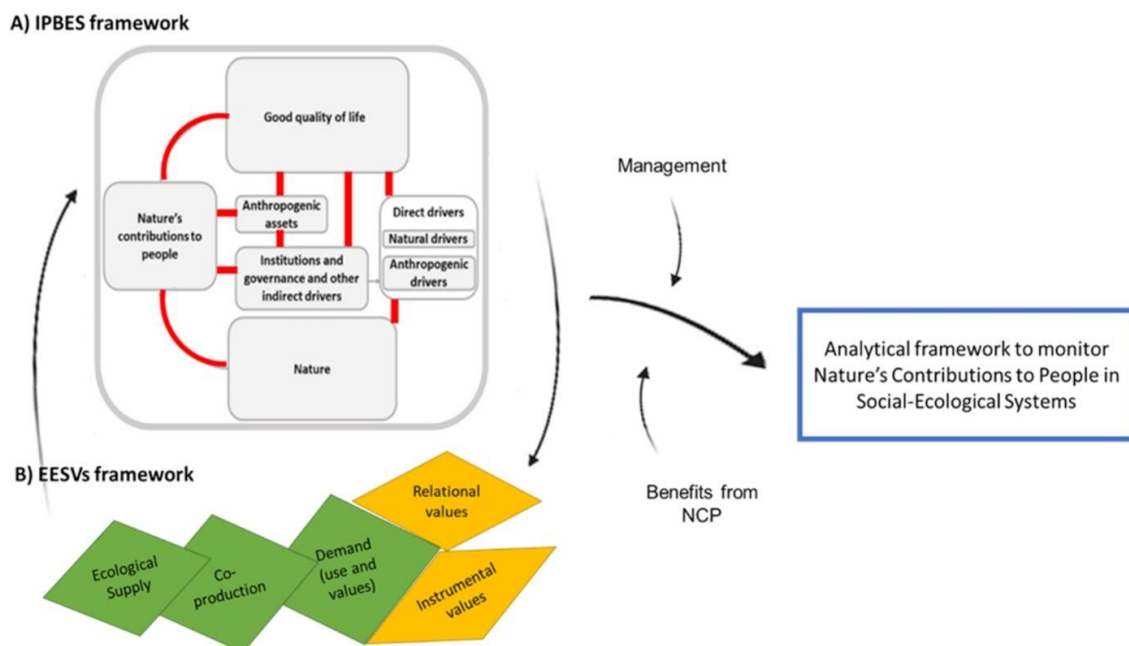 A) IPBES framework
Good quality of life
Nature's
contributions to
people
Anthropogenic
assets
Institutions and
governance and other
indirect drivers
Direct drivers
Natural drivers
Anthropogenic
drivers
Nature
Management
Benefits from
NCP
Analytical framework to monitor
Nature's Contributions to People in
Social-Ecological Systems
B) EESVs framework
Ecological
Supply
Co-
production
Demand
(use and
values)
Relational
values
Instrumental
values